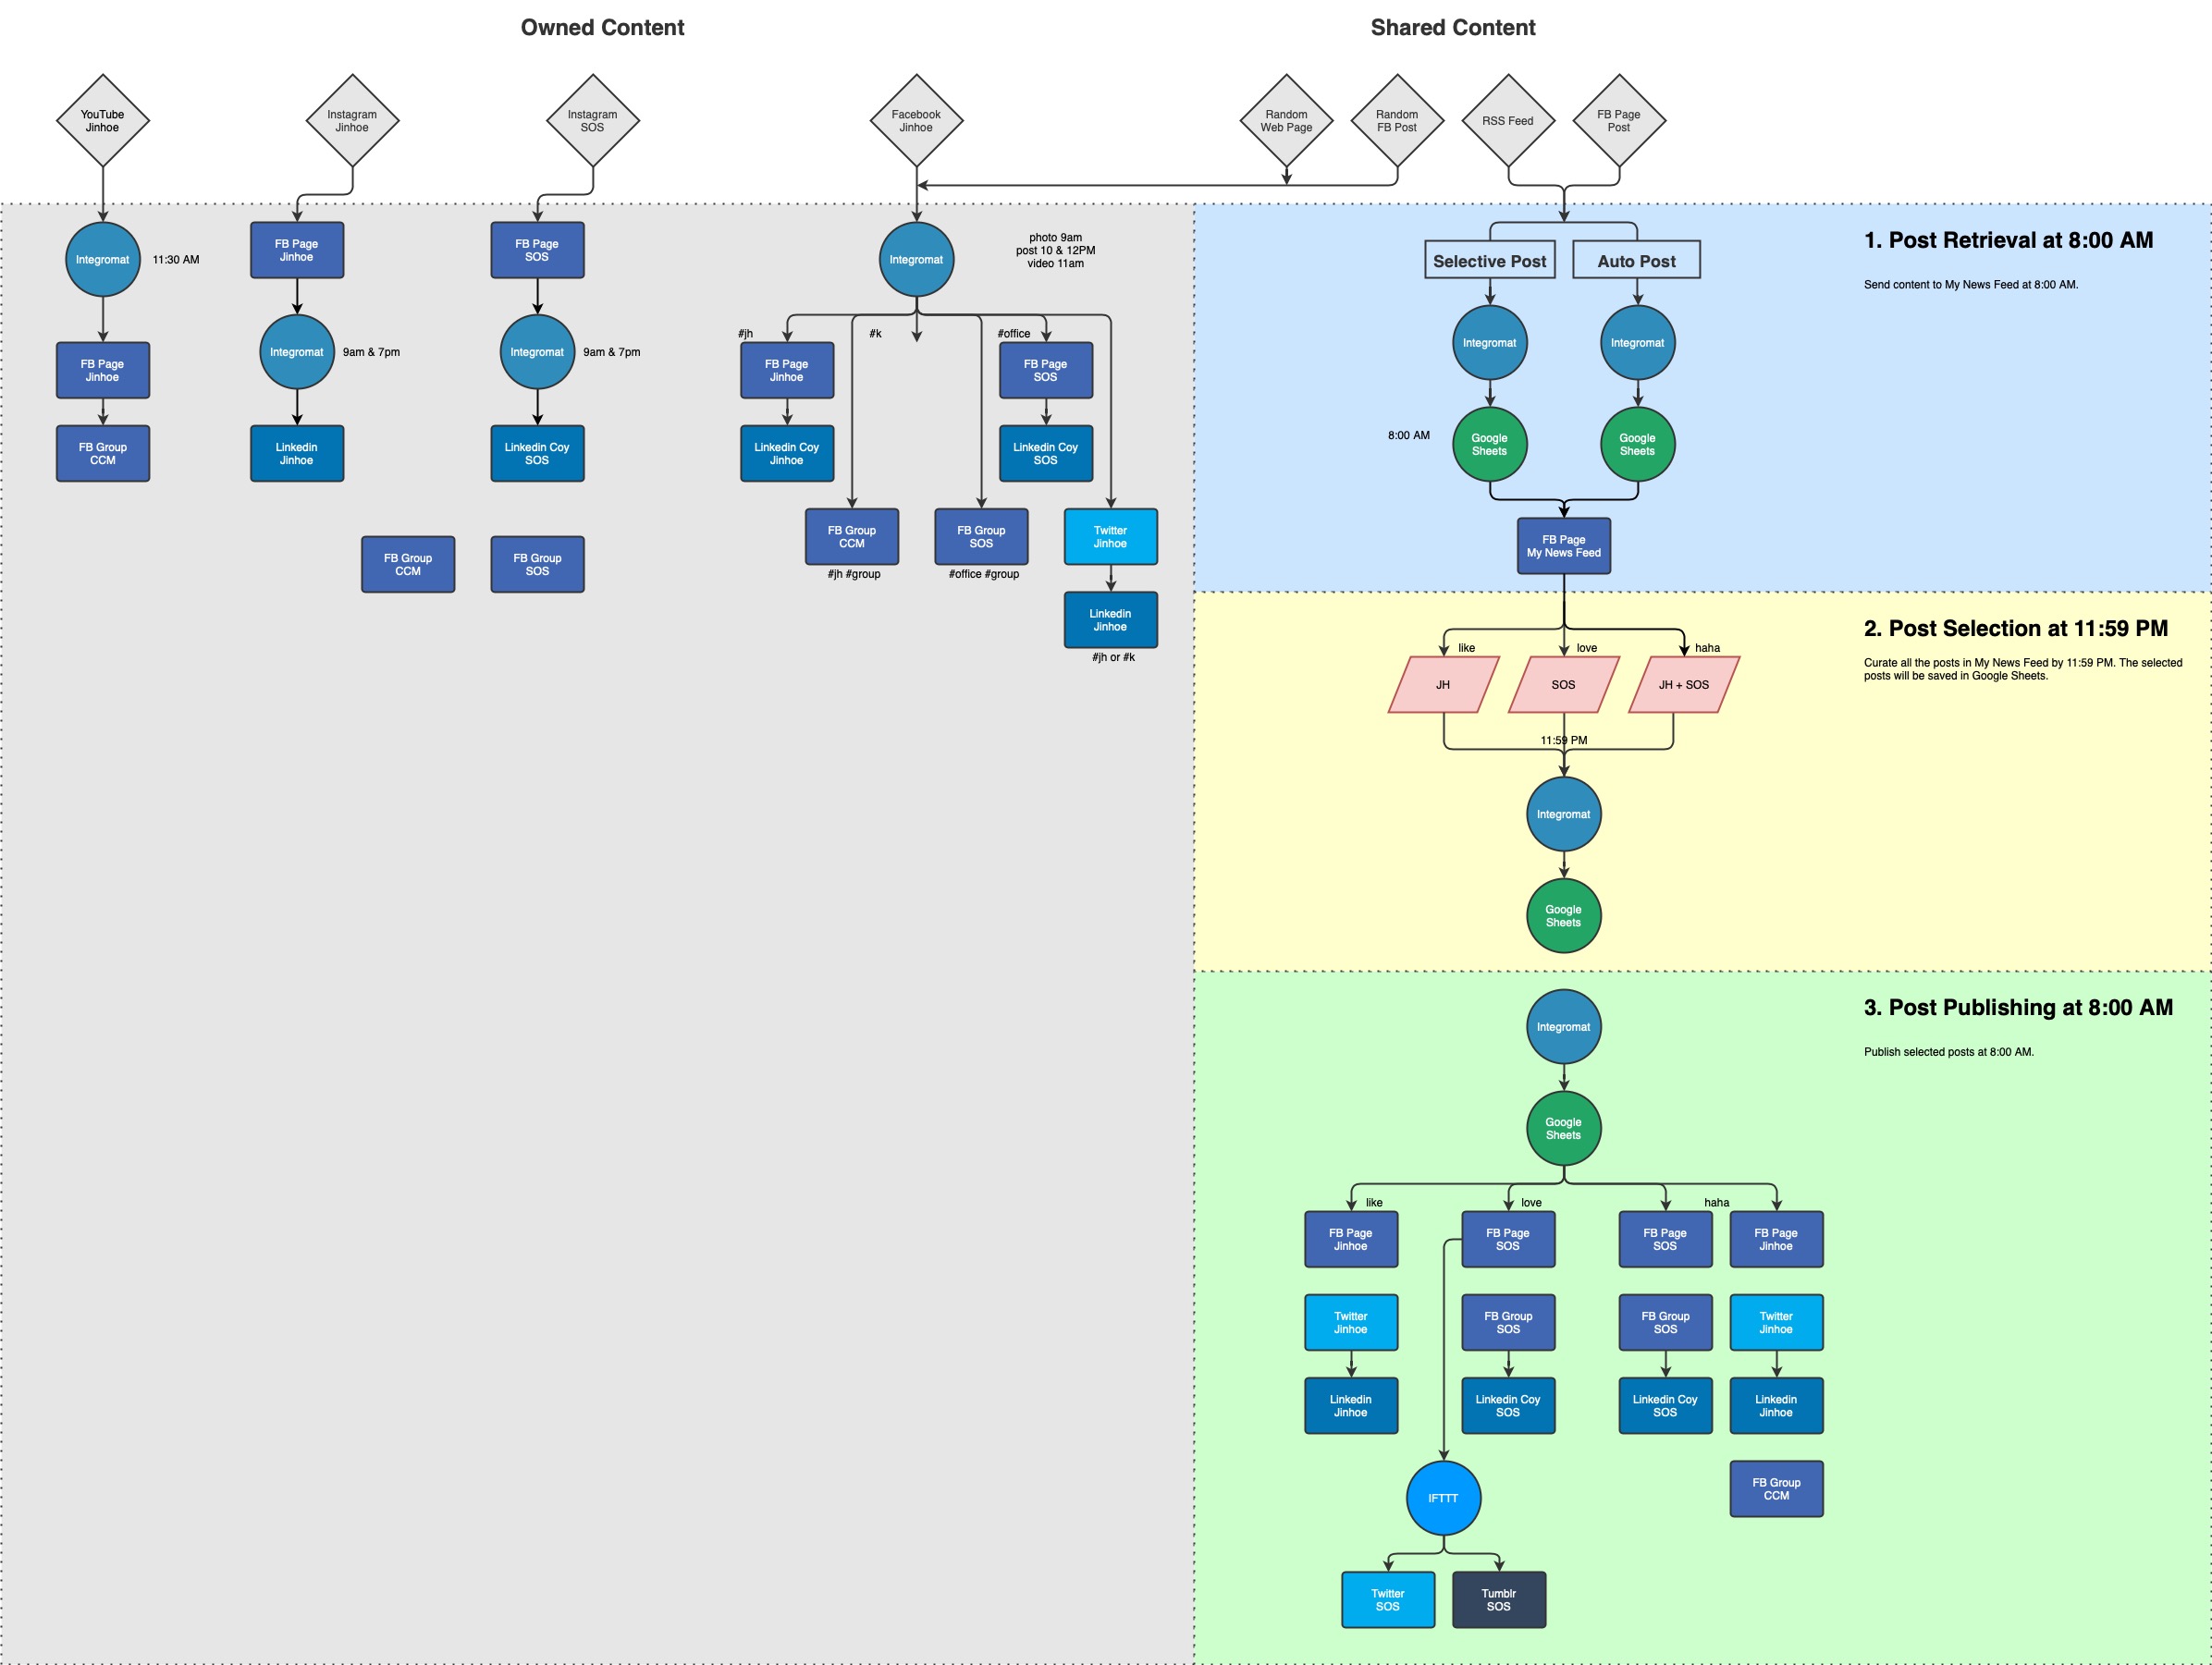 Owned Content
Shared Content
YouTube
Jinhoe
Instagram
Jinhoe
Instagram
SOS
Facebook
Jinhoe
Random
Web Page
Random
FB Post
RSS Feed
FB Page
Post
Integromat
11:30 AM
FB Page
Jinhoe
FB Group
CCM
FB Page
Jinhoe
Integromat
9am & 7pm
Linkedin
Jinhoe
FB Page
SOS
Integromat
9am & 7pm
Linkedin Coy
SOS
FB Group
CCM
FB Group
SOS
Integromat
photo 9am
post 10 & 12PM
video 11am
#jh
#k
#office
FB Page
Jinhoe
FB Page
SOS
Linkedin Coy
Jinhoe
Linkedin Coy
SOS
FB Group
CCM
#jh #group
FB Group
SOS
#office #group
Twitter
Jinhoe
Linkedin
Jinhoe
#jh or #k
Selective Post
Auto Post
Integromat
Integromat
8:00 AM
Google
Sheets
Google
Sheets
FB Page
My News Feed
1. Post Retrieval at 8:00 AM
Send content to My News Feed at 8:00 AM.
like
love
haha
JH
SOS
JH + SOS
11:59 PM
Integromat
Google
Sheets
2. Post Selection at 11:59 PM
Curate all the posts in My News Feed by 11:59 PM. The selected
posts will be saved in Google Sheets.
Integromat
Google
Sheets
3. Post Publishing at 8:00 AM
Publish selected posts at 8:00 AM.
like
love
haha
FB Page
Jinhoe
FB Page
SOS
FB Page
SOS
FB Page
Jinhoe
Twitter
Jinhoe
FB Group
SOS
FB Group
SOS
Twitter
Jinhoe
Linkedin
Jinhoe
Linkedin Coy
SOS
Linkedin Coy
SOS
Linkedin
Jinhoe
IFTTT
FB Group
CCM
Twitter
SOS
Tumblr
SOS